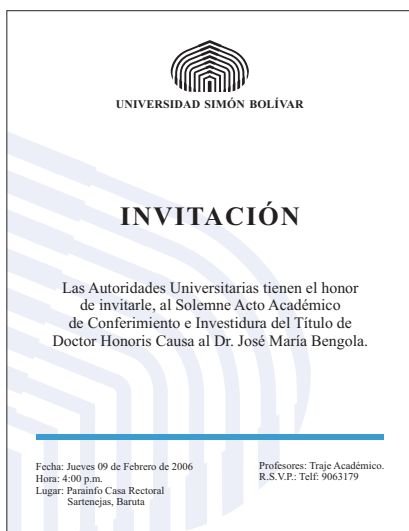 UNIVERSIDAD SIMÓN BOLÍVAR
INVITACIÓN
Las Autoridades Universitarias tienen el honor
de invitarle, al Solemne Acto Académico
de Conferimiento e Investidura del Título de
Doctor Honoris Causa al Dr. José María Bengola.
Fecha: Jueves 09 de Febrero de 2006
Hora: 4:00 p.m.
Lugar: Parainfo Casa Rectoral
Sartenejas, Baruta
Profesores: Traje Académico.
R.S.V.P.: Telf: 9063179